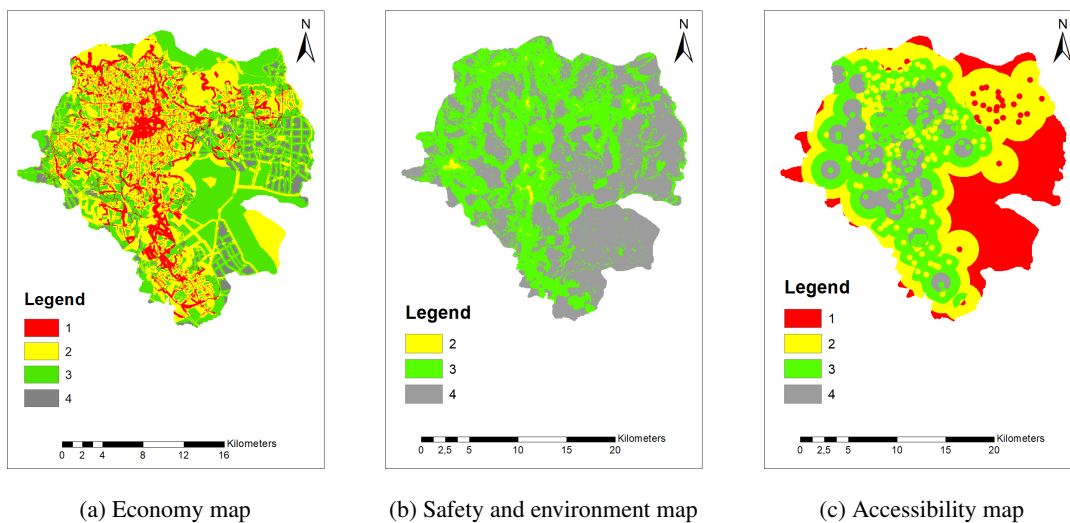 N
Legend
1
2
3
4
Kilometers
0 2 4 8 12 16
(a) Economy map
N
Legend
2
3
4
Kilometers
0 2,5 5 10 15 20
(b) Safety and environment map
N
Legend
1
2
3
4
Kilometers
0 2,5 5 10 15 20
(c) Accessibility map